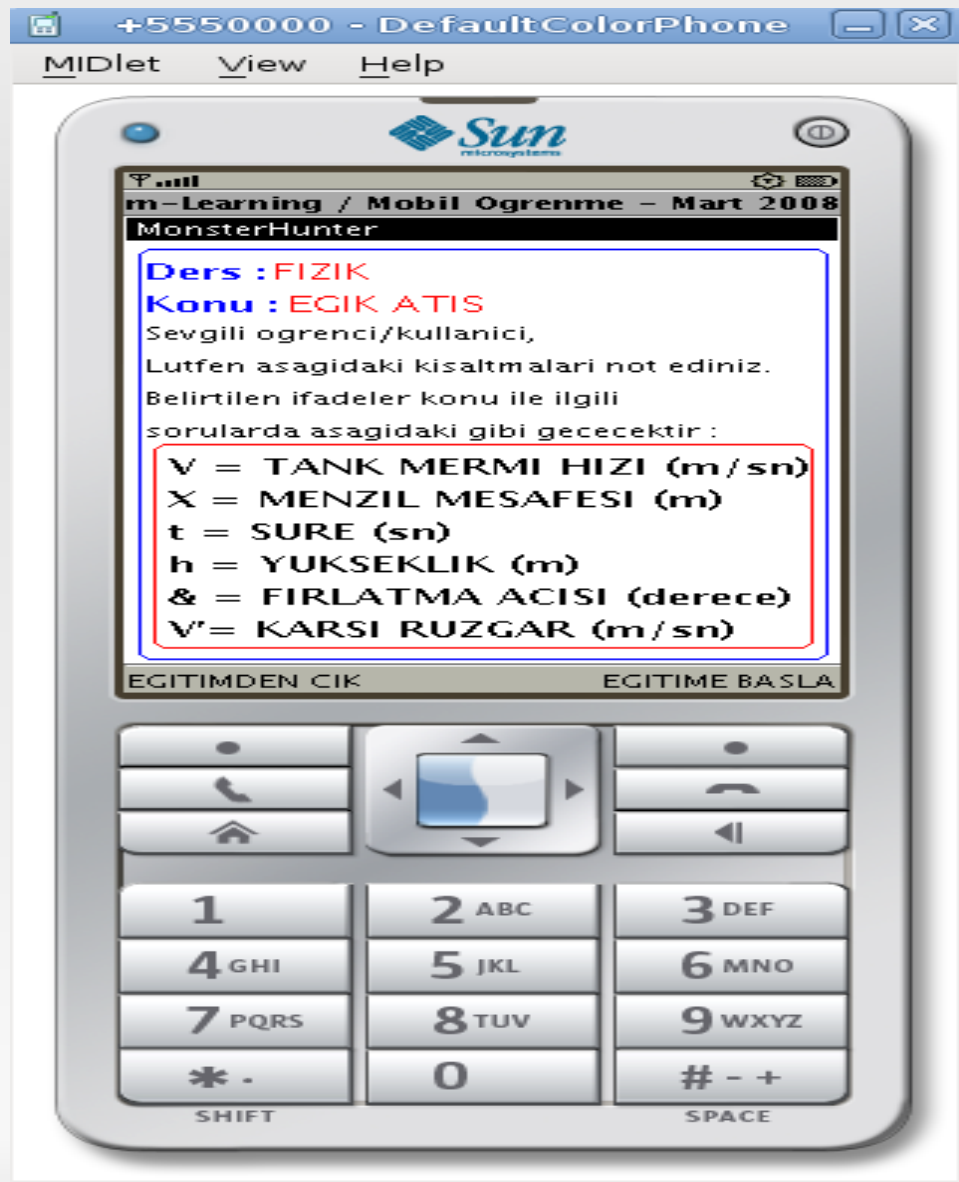 +5550000 - DefaultColorPhone
MIDlet View Help
Sun
microsystems
m-Learning / Mobil Ogrenme - Mart 2008
MonsterHunter
Ders : FIZIK
Konu : EGIK ATIS
Sevgili ogrenci/kullanici,
Lutfen asagidaki kisaltmalari not ediniz.
Belirtilen ifadeler konu ile ilgili
sorularda asagidaki gibi gececektir :
V = TANK MERMI HIZI (m/sn)
X = MENZIL MESAFESI (m)
t = SURE (sn)
h = YUKSEKLIK (m)
& = FIRLATMA ACISI (derece)
V'= KARSI RUZGAR (m/sn)
EGITIMDEN CIK EGITIME BASLA
1 2 ABC 3 DEF
4 GHI 5 JKL 6 MNO
7 PQRS 8 TUV 9 WXYZ
* . 0 # - +
SHIFT SPACE